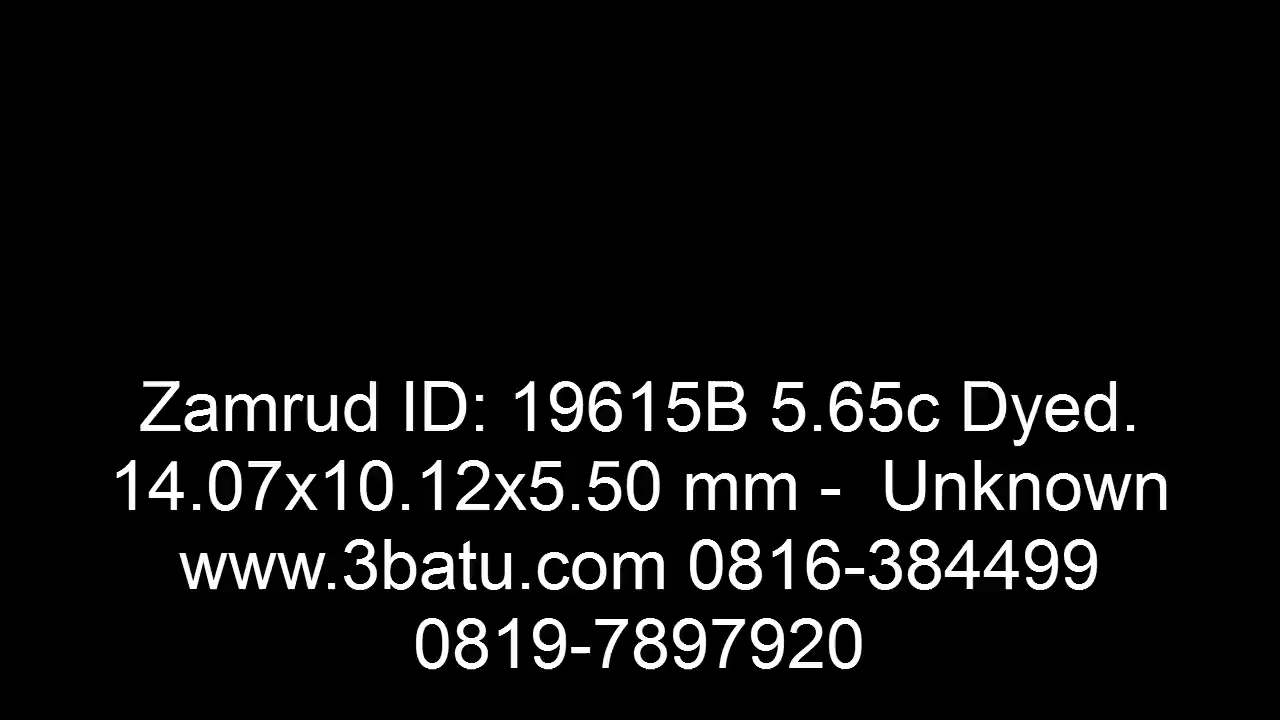 Zamrud ID: 19615B 5.65c Dyed.
14.07x10.12x5.50 mm -  Unknown
www.3batu.com 0816-384499
0819-7897920